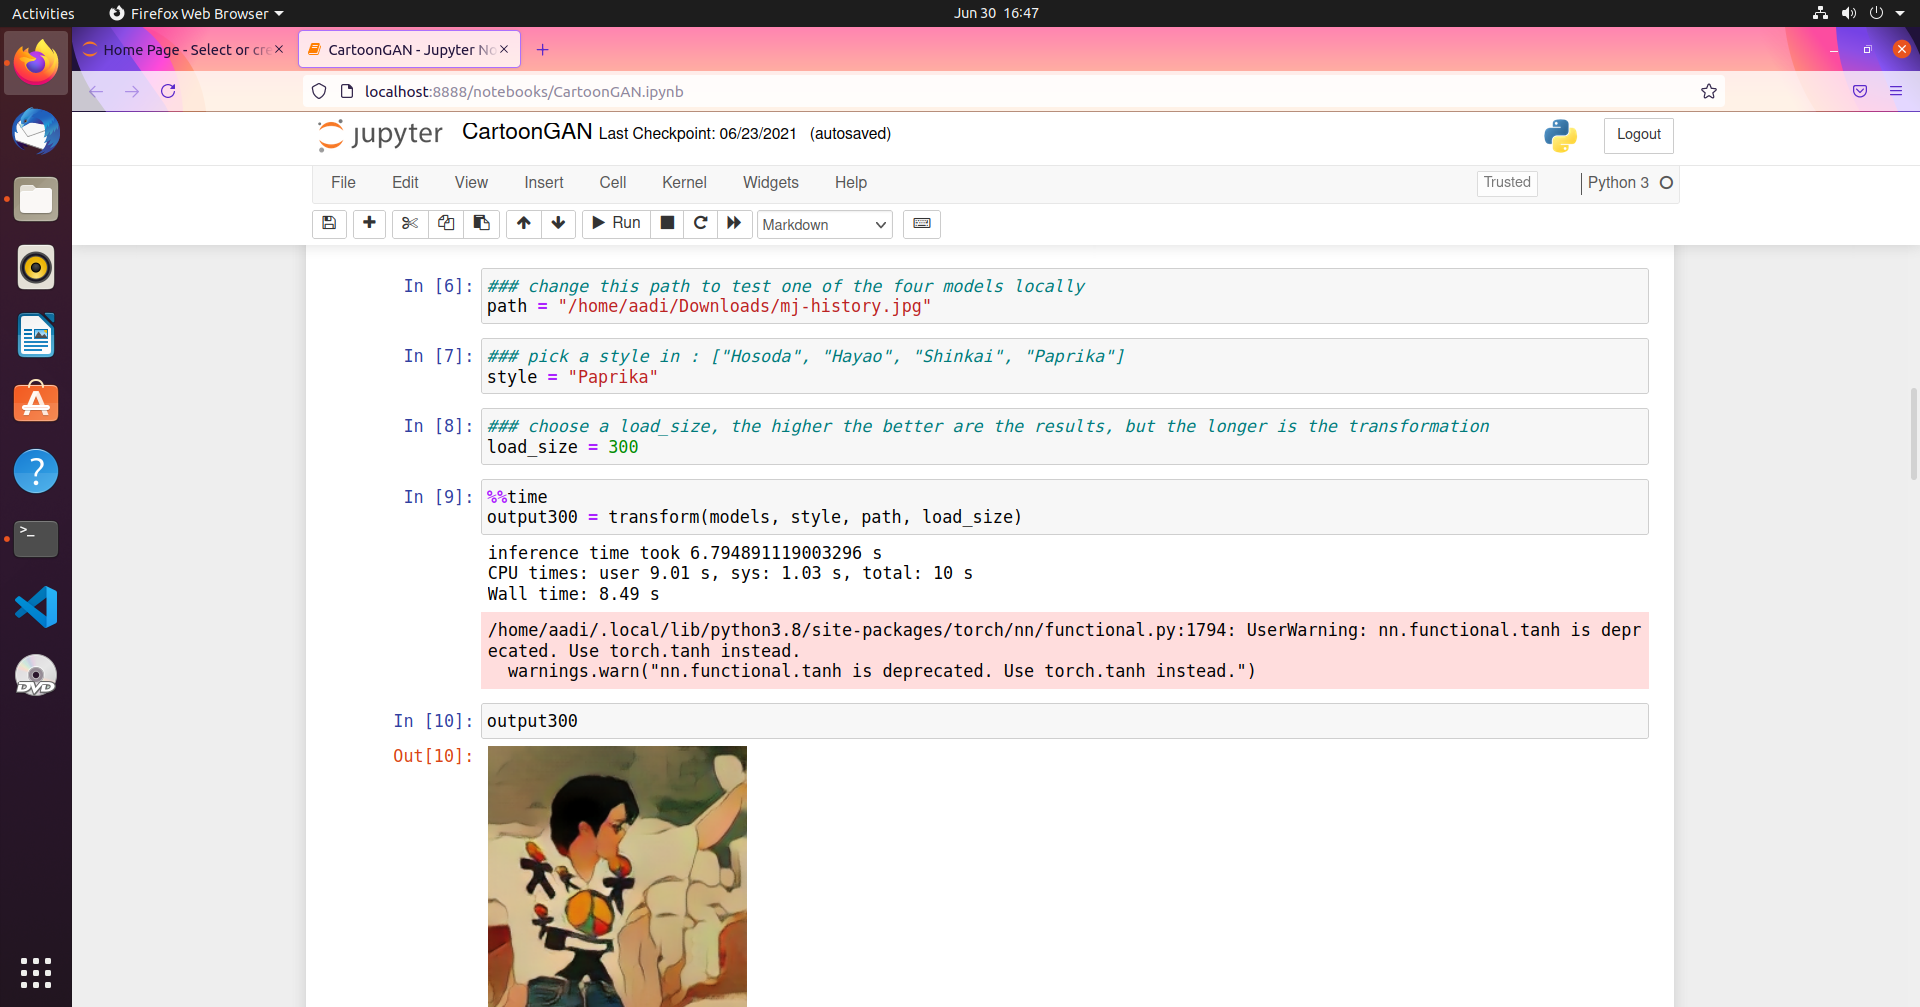 Activities
Firefox Web Browser
Jun 30 16:47
Home Page - Select or cre
CartoonGAN - Jupyter No
localhost:8888/notebooks/CartoonGAN.ipynb
jupyter
CartoonGAN Last Checkpoint: 06/23/2021 (autosaved)
Logout
File Edit View Insert Cell Kernel Widgets Help
Trusted
Python 3
Run
Markdown
In [6]:
### change this path to test one of the four models locally
path = "/home/aadi/Downloads/mj-history.jpg"
In [7]:
### pick a style in : ["Hosoda", "Hayao", "Shinkai", "Paprika"]
style = "Paprika"
In [8]:
### choose a load_size, the higher the better are the results, but the longer is the transformation
load_size = 300
In [9]:
%%time
output300 = transform(models, style, path, load_size)
inference time took 6.794891119003296 s
CPU times: user 9.01 s, sys: 1.03 s, total: 10 s
Wall time: 8.49 s
/home/aadi/.local/lib/python3.8/site-packages/torch/nn/functional.py:1794: UserWarning: nn.functional.tanh is depr
ecated. Use torch.tanh instead.
warnings.warn("nn.functional.tanh is deprecated. Use torch.tanh instead.")
In [10]:
output300
Out[10]:
>_
?
DVD